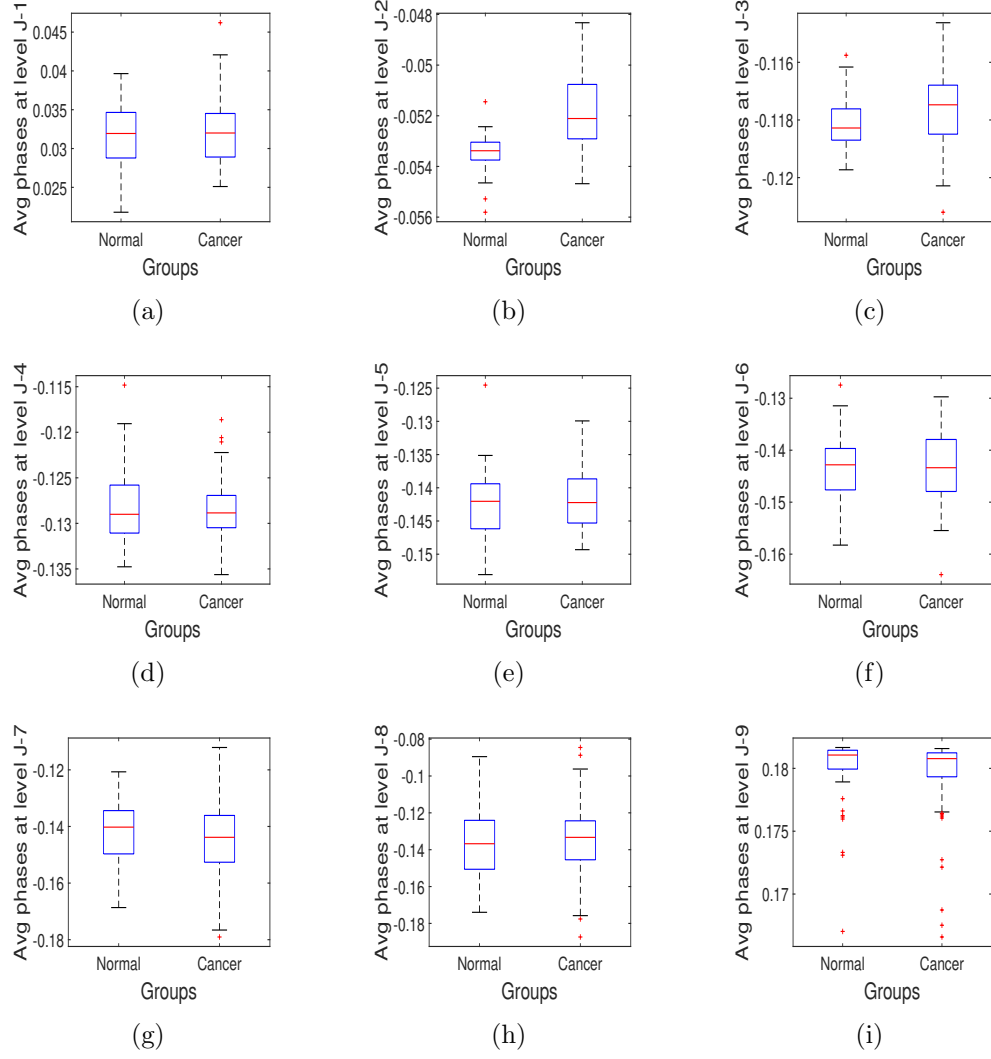 Avg phases at level J-1
0.045
0.04
0.035
0.03
0.025
Normal
Cancer
Groups
(a)
Avg phases at level J-2
-0.048
-0.05
-0.052
-0.054
-0.056
Normal
Cancer
Groups
(b)
Avg phases at level J-3
-0.116
-0.118
-0.12
Normal
Cancer
Groups
(c)
Avg phases at level J-4
-0.115
-0.12
-0.125
-0.13
-0.135
Normal
Cancer
Groups
(d)
Avg phases at level J-5
-0.125
-0.13
-0.135
-0.14
-0.145
-0.15
Normal
Cancer
Groups
(e)
Avg phases at level J-6
-0.13
-0.14
-0.15
-0.16
Normal
Cancer
Groups
(f)
Avg phases at level J-7
-0.12
-0.14
-0.16
-0.18
Normal
Cancer
Groups
(g)
Avg phases at level J-8
-0.08
-0.1
-0.12
-0.14
-0.16
-0.18
Normal
Cancer
Groups
(h)
Avg phases at level J-9
0.18
0.175
0.17
Normal
Cancer
Groups
(i)